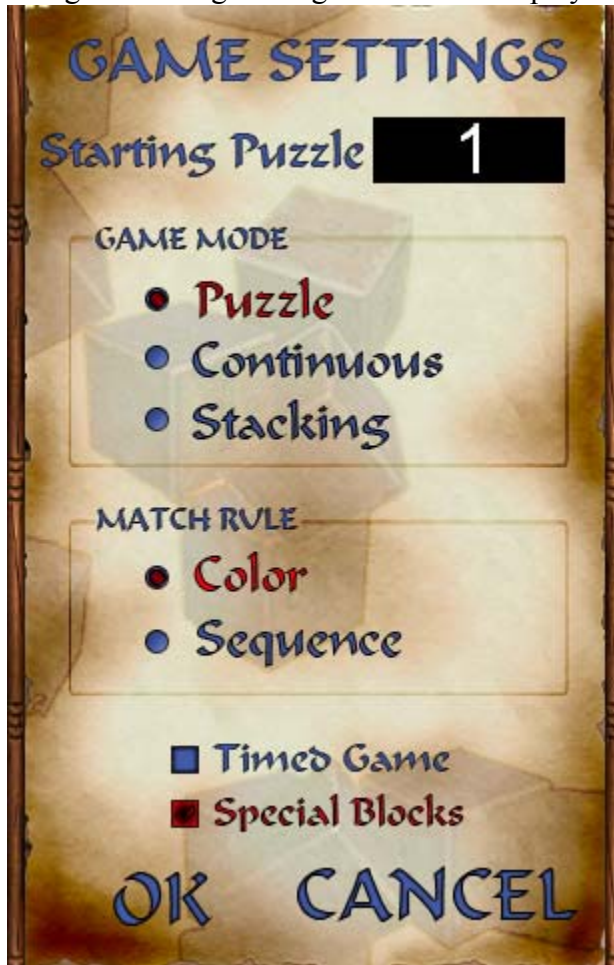 GAME SETTINGS
Starting Puzzle 1
GAME MODE
Puzzle
Continuous
Stacking
MATCH RULE
Color
Sequence
Timed Game
Special Blocks
OK CANCEL